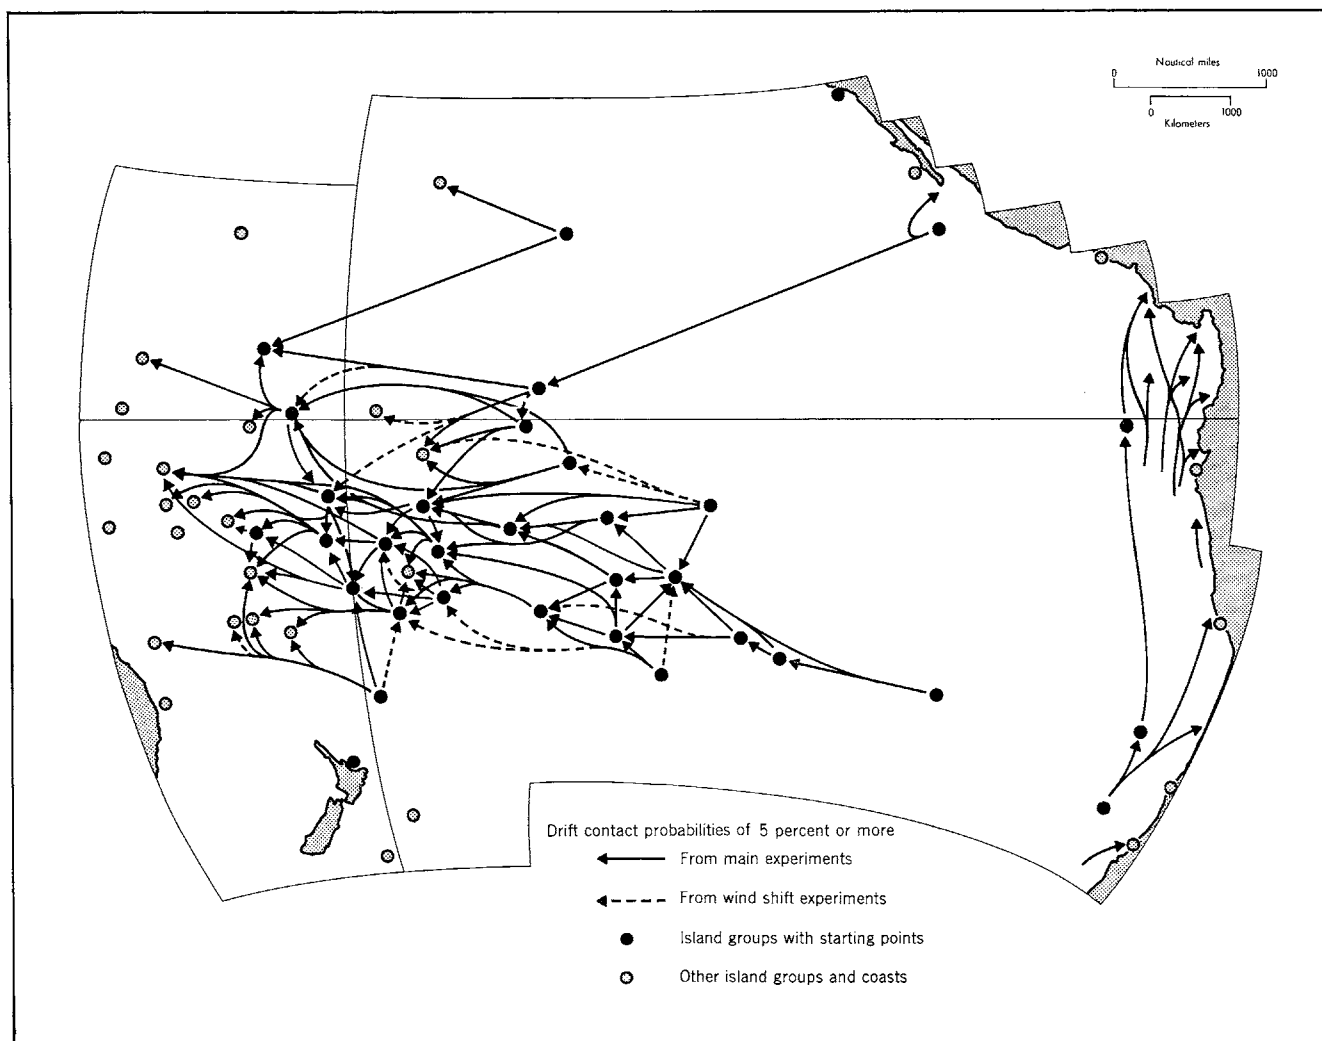 Nautical miles
0 1000
0 1000
Kilometers
Drift contact probabilities of 5 percent or more
From main experiments
From wind shift experiments
Island groups with starting points
Other island groups and coasts